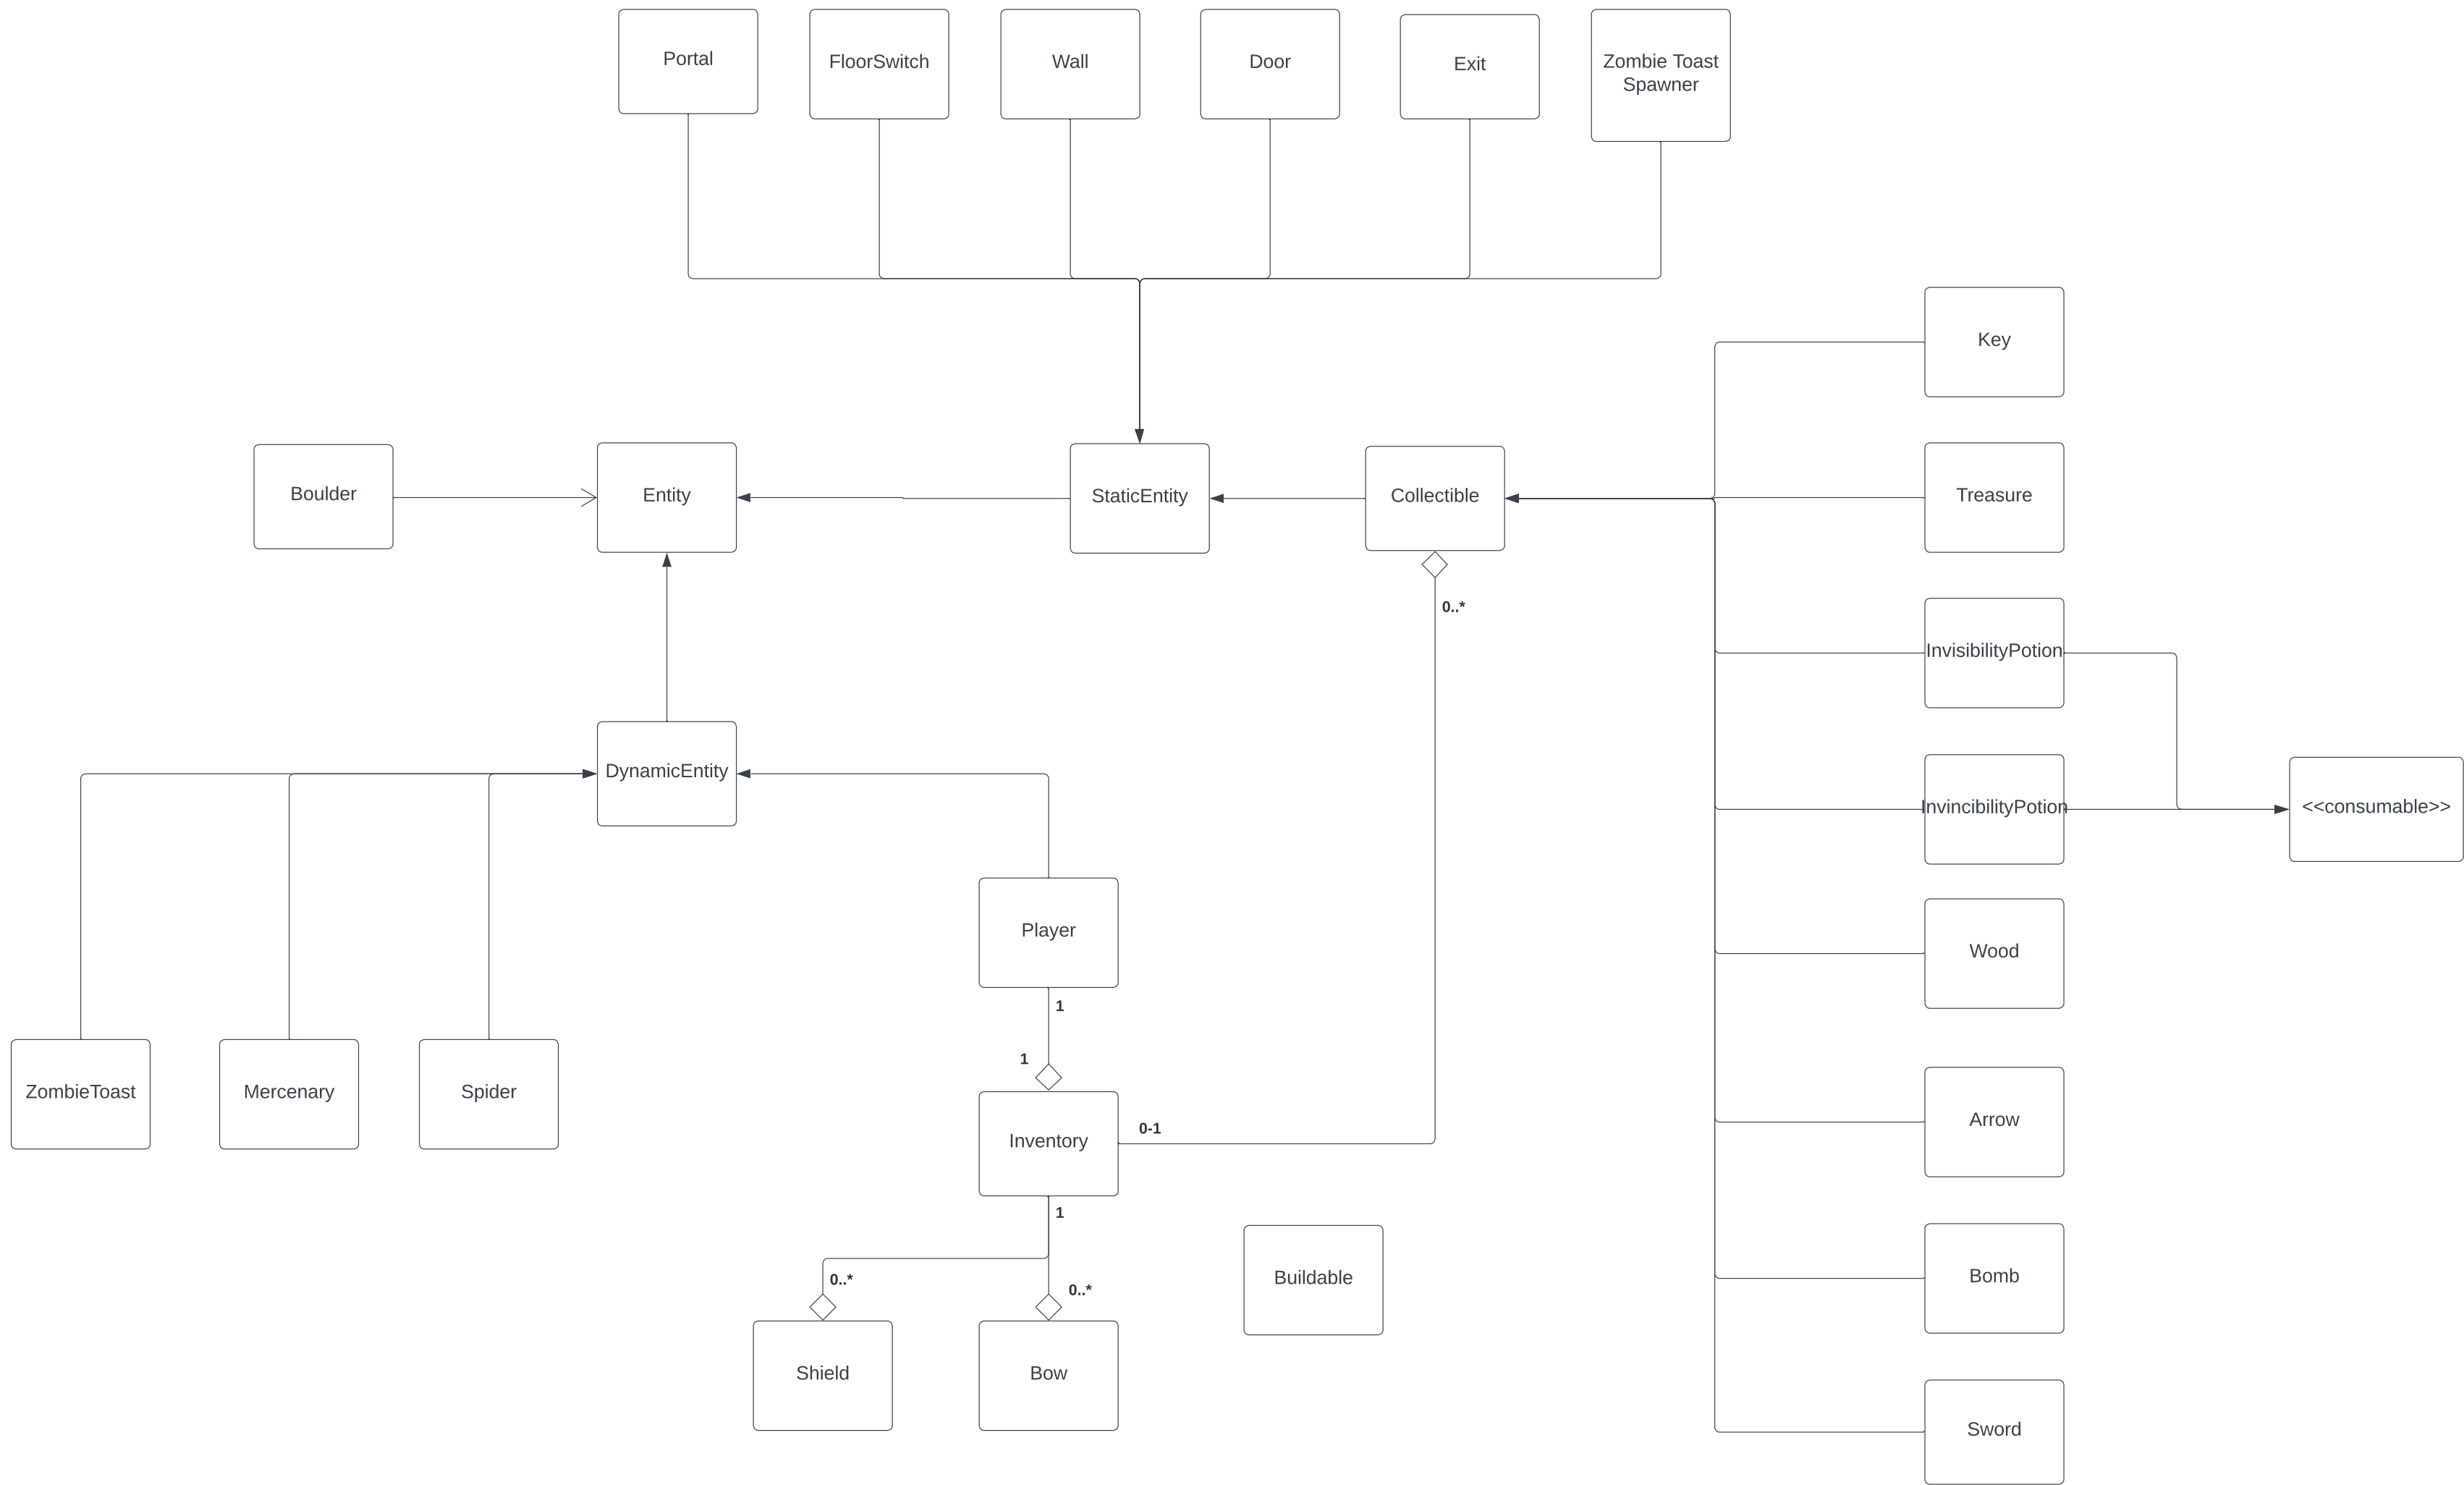 Portal
FloorSwitch
Wall
Door
Exit
Zombie Toast
Spawner
Key
Boulder
Entity
StaticEntity
Collectible
Treasure
0..*
InvisibilityPotion
DynamicEntity
InvincibilityPotion
<<consumable>>
Player
Wood
1
1
ZombieToast
Mercenary
Spider
Inventory
0-1
Arrow
1
0..*
0..*
Buildable
Bomb
Shield
Bow
Sword